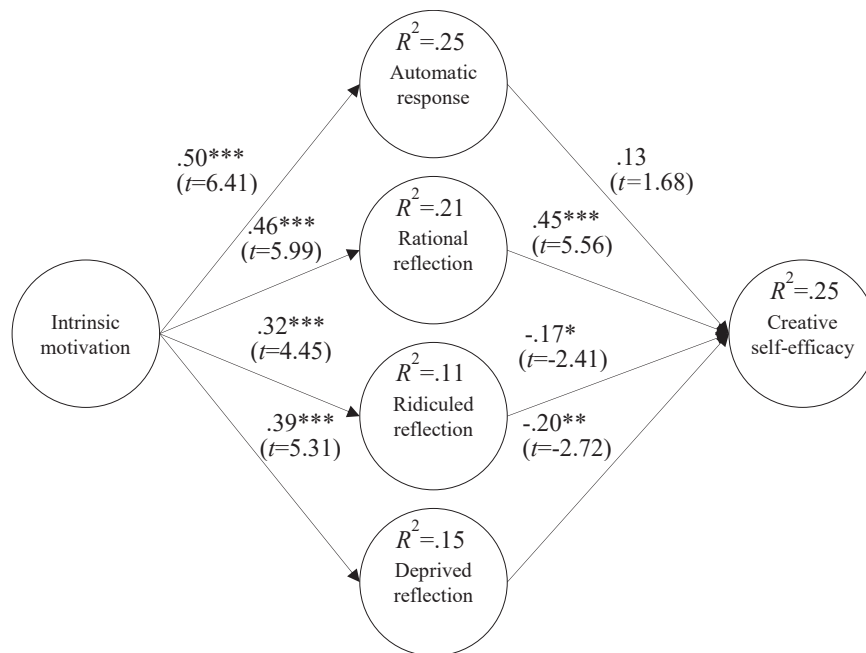 R²=.25
Automatic
response
.50***
(t=6.41)
.13
(t=1.68)
R²=.21
Rational
reflection
.46***
(t=5.99)
.45***
(t=5.56)
Intrinsic
motivation
R²=.25
Creative
self-efficacy
.32***
(t=4.45)
-.17*
(t=-2.41)
R²=.11
Ridiculed
reflection
.39***
(t=5.31)
-.20**
(t=-2.72)
R²=.15
Deprived
reflection